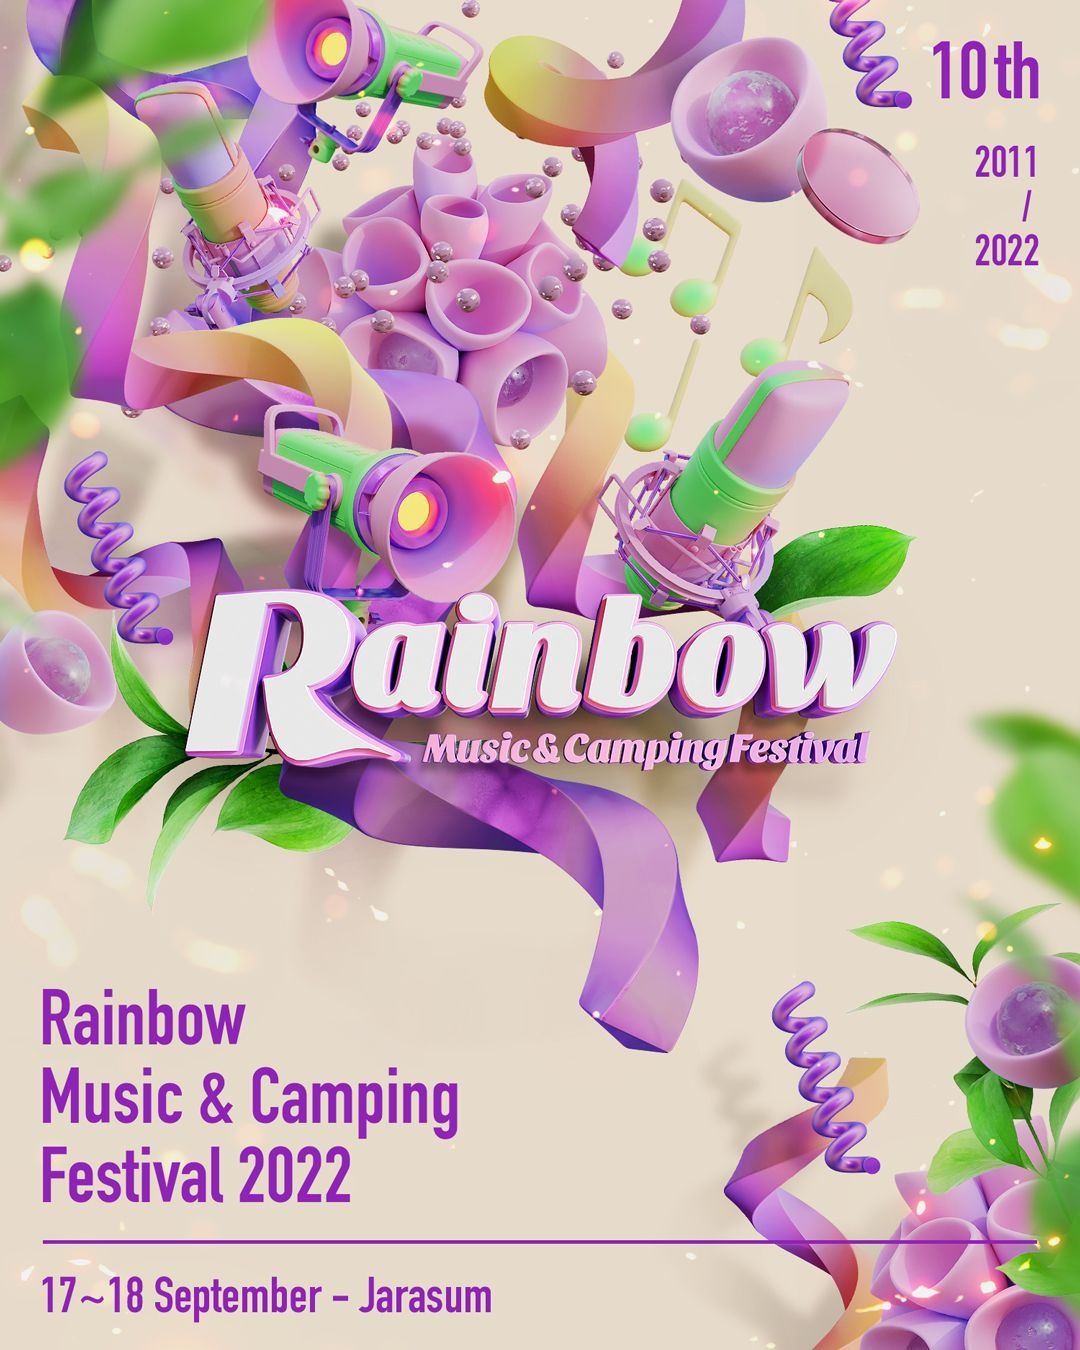 10th
2011
/
2022
Rainbow
Music & Camping Festival
Rainbow
Music & Camping
Festival 2022
17~18 September - Jarasum